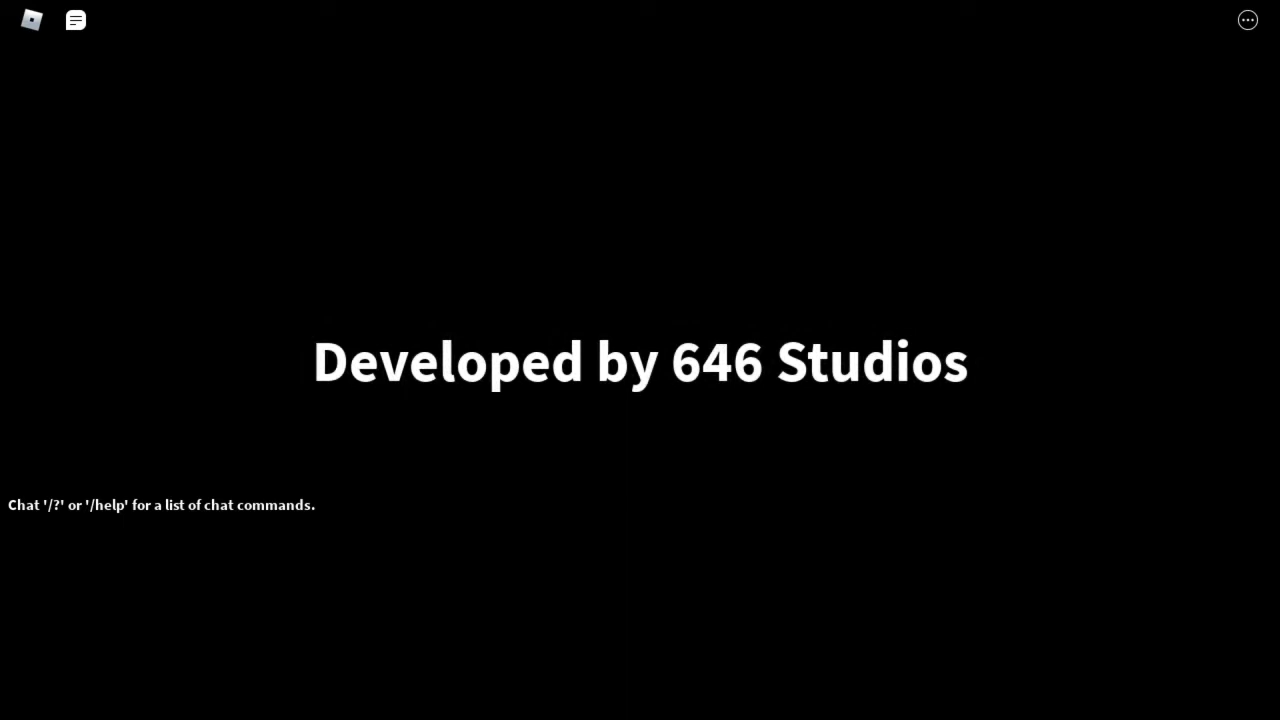 Developed by 646 Studios
Chat '/?' or '/help' for a list of chat commands.